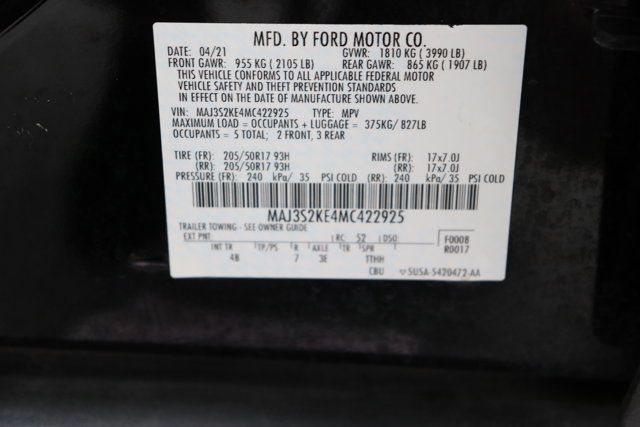 MFD. BY FORD MOTOR CO.
DATE: 04/21 GVWR: 1810 KG ( 3990 LB)
FRONT GAWR: 955 KG ( 2105 LB) REAR GAWR: 865 KG ( 1907 LB)
THIS VEHICLE CONFORMS TO ALL APPLICABLE FEDERAL MOTOR
VEHICLE SAFETY AND THEFT PREVENTION STANDARDS
IN EFFECT ON THE DATE OF MANUFACTURE SHOWN ABOVE.
VIN: MAJ3S2KE4MC422925 TYPE: MPV
MAXIMUM LOAD = OCCUPANTS + LUGGAGE = 375KG/ 827LB
OCCUPANTS = 5 TOTAL; 2 FRONT, 3 REAR
TIRE (FR): 205/50R17 93H RIMS (FR): 17x7.0J
(RR): 205/50R17 93H (RR): 17x7.0J
PRESSURE (FR): 240 kPa/ 35 PSI COLD (RR): 240 kPa/ 35 PSI COLD
MAJ3S2KE4MC422925
TRAILER TOWING - SEE OWNER GUIDE
EXT PNT: RC: 52 DSO: F0008
INT TR TP/PS R AXLE TR SPR R0017
4B 7 3E TTHH
CBU SUSA-5420472-AA